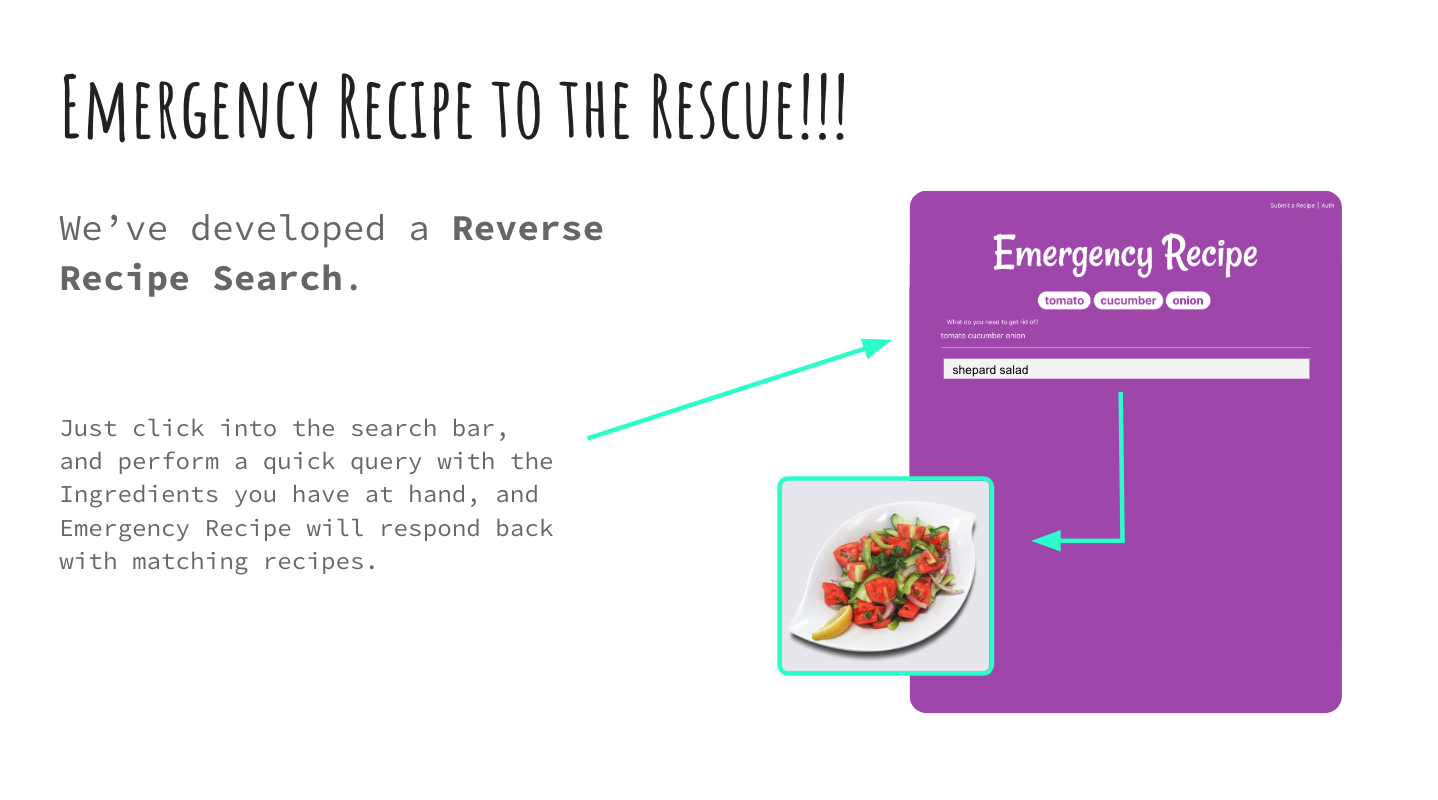 Emergency Recipe to the Rescue!!!
We’ve developed a Reverse
Recipe Search.
Just click into the search bar,
and perform a quick query with the
Ingredients you have at hand, and
Emergency Recipe will respond back
with matching recipes.
Submit a Recipe | Auth
Emergency Recipe
tomato cucumber onion
What do you need to get rid of?
tomato cucumber onion
shepard salad